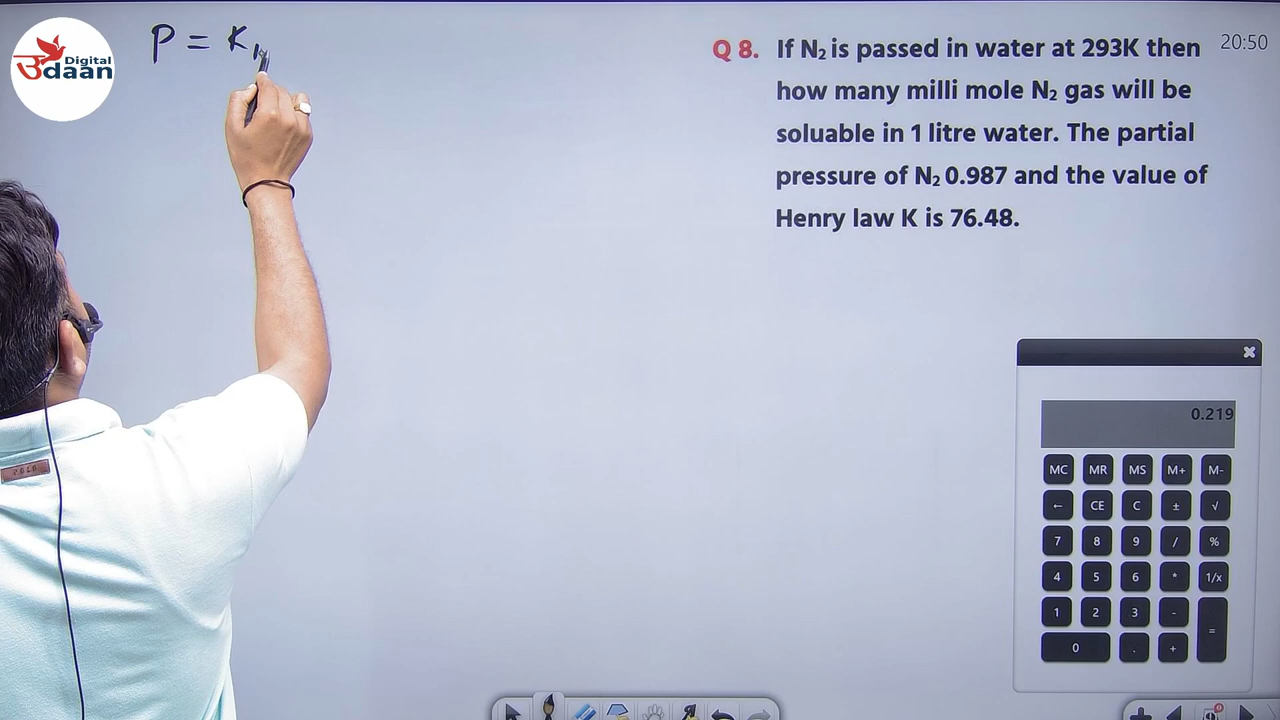 Digital
उdaan
P = K
Q 8. If N₂ is passed in water at 293K then
how many milli mole N₂ gas will be
soluable in 1 litre water. The partial
pressure of N₂ 0.987 and the value of
Henry law K is 76.48.
20:50
POLO
0.219
MC MR MS M+ M-
← CE C ± √
7 8 9 / %
4 5 6 * 1/x
1 2 3 - =
0 . +